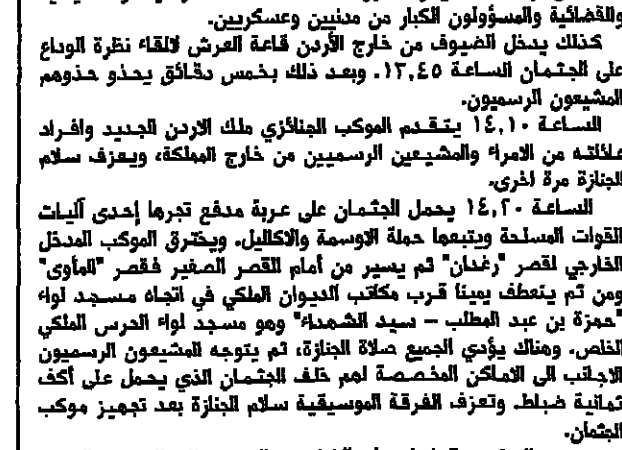 والقضائية والمسؤولون الكبار من مدنيين وعسكريين.
كذلك يدخل الضيوف من خارج الأردن قاعة العرش لالقاء نظرة الوداع
على الجثمان الساعة ١٣,٤٥. وبعد ذلك بخمس دقائق يحذو حذوهم
المشيعون الرسميون.
الساعة ١٤,١٠ يتقدم الموكب الجنائزي ملك الاردن الجديد وافراد
عائلته من الامراء والمشيعين الرسميين من خارج المملكة، ويعزف سلام
الجنازة مرة اخرى.
الساعة ١٤,٢٠ يحمل الجثمان على عربة مدفع تجرها إحدى آليات
القوات المسلحة ويتبعها حملة الاوسمة والاكليل. ويخترق الموكب المدخل
الخارجي لقصر "رغدان" ثم يسير من أمام القصر الصغير فقصر "المأوى"
ومن ثم ينعطف يمينا قرب مكاتب الديوان الملكي في اتجاه مسجد لواء
"حمزة بن عبد المطلب – سيد الشهداء" وهو مسجد لواء الحرس الملكي
الخاص. وهناك يؤدي الجميع صلاة الجنازة، ثم يتوجه المشيعون الرسميون
الاجانب الى الاماكن المخصصة لهم خلف الجثمان الذي يحمل على أكف
ثمانية ضباط. وتعزف الفرقة الموسيقية سلام الجنازة بعد تجهيز موكب
الجثمان.